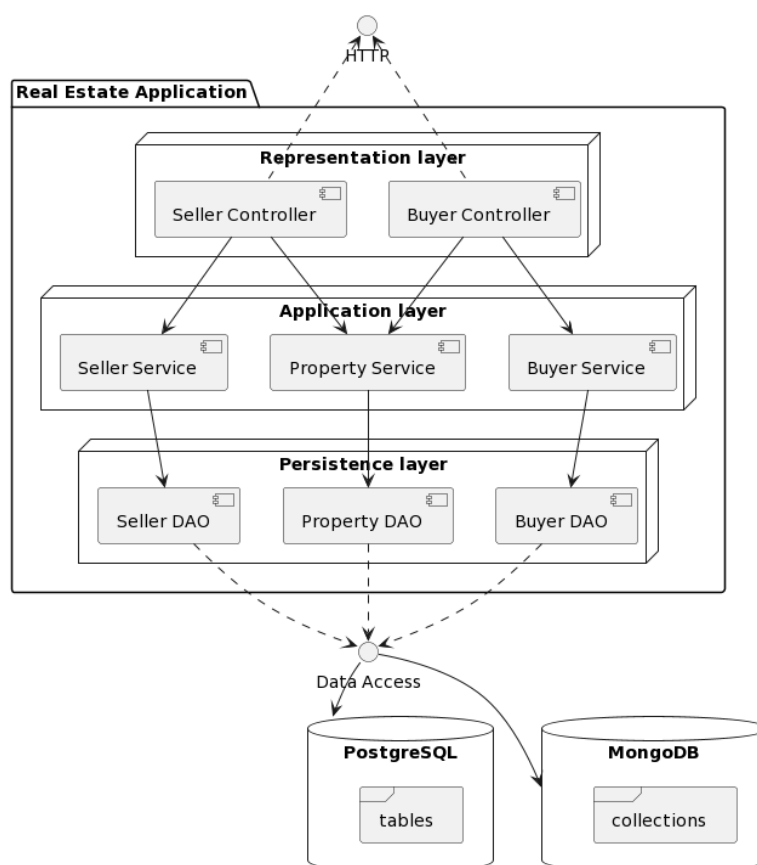 HTTP
Real Estate Application
Representation layer
Seller Controller
Buyer Controller
Application layer
Seller Service
Property Service
Buyer Service
Persistence layer
Seller DAO
Property DAO
Buyer DAO
Data Access
PostgreSQL
MongoDB
tables
collections